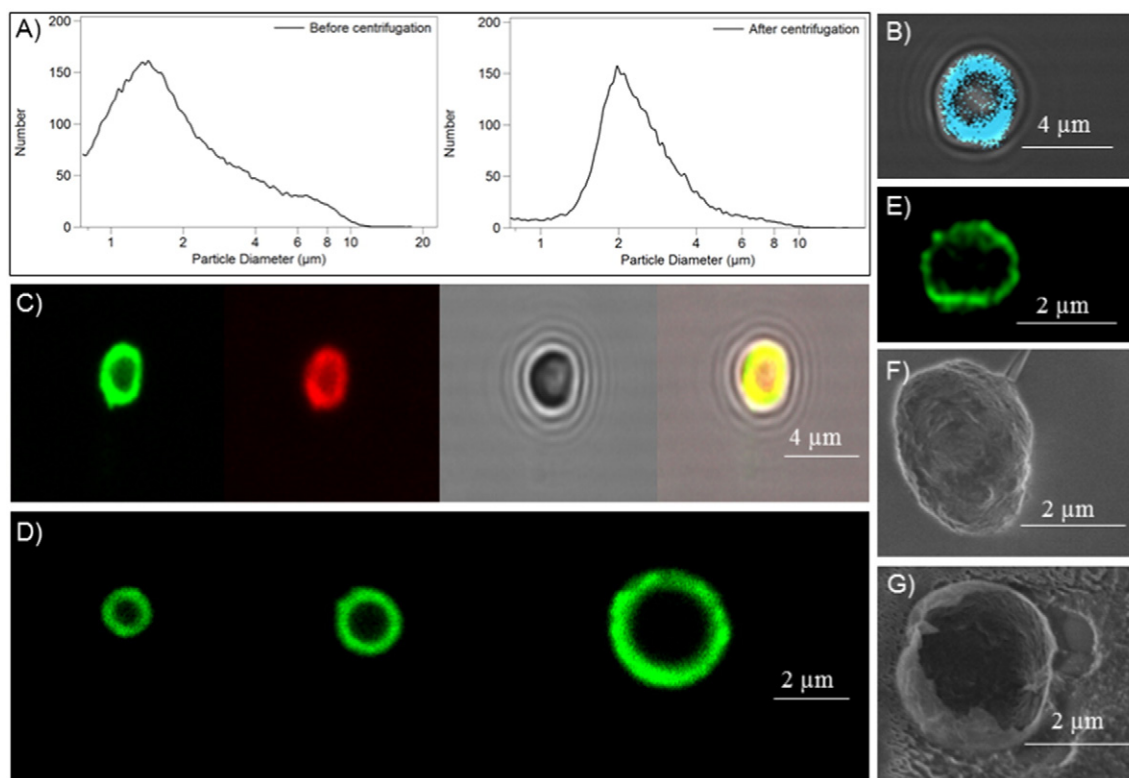 A)
200
150
100
50
0
Number
Before centrifugation
1 2 4 6 8 10 20
Particle Diameter (µm)
200
150
100
50
0
Number
After centrifugation
1 2 4 6 8 10
Particle Diameter (µm)
B)
4 µm
C)
4 µm
D)
2 µm
E)
2 µm
F)
2 µm
G)
2 µm